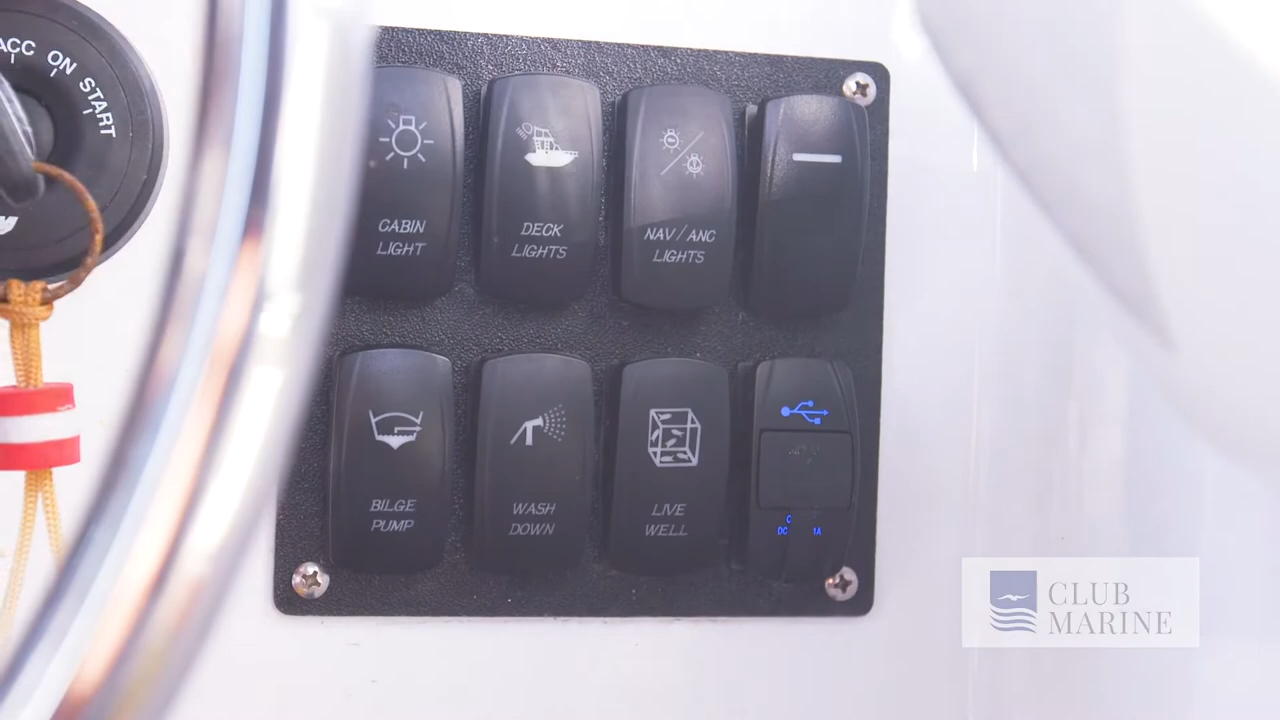 ACC ON START
CABIN
LIGHT
DECK
LIGHTS
NAV/ANC
LIGHTS
BILGE
PUMP
WASH
DOWN
LIVE
WELL
DC
1A
CLUB
MARINE